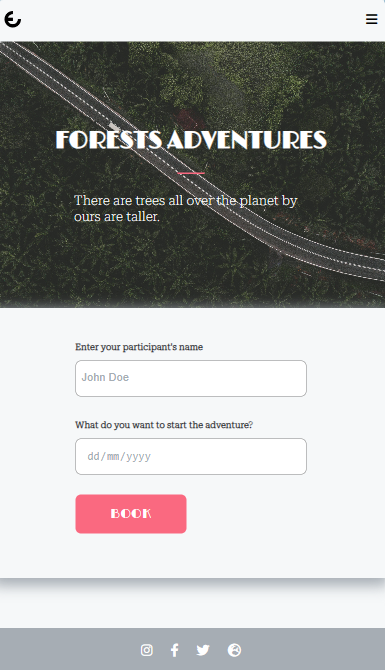 FORESTS ADVENTURES
There are trees all over the planet by
ours are taller.
Enter your participant's name
John Doe
What do you want to start the adventure?
dd/mm/yyyy
BOOK